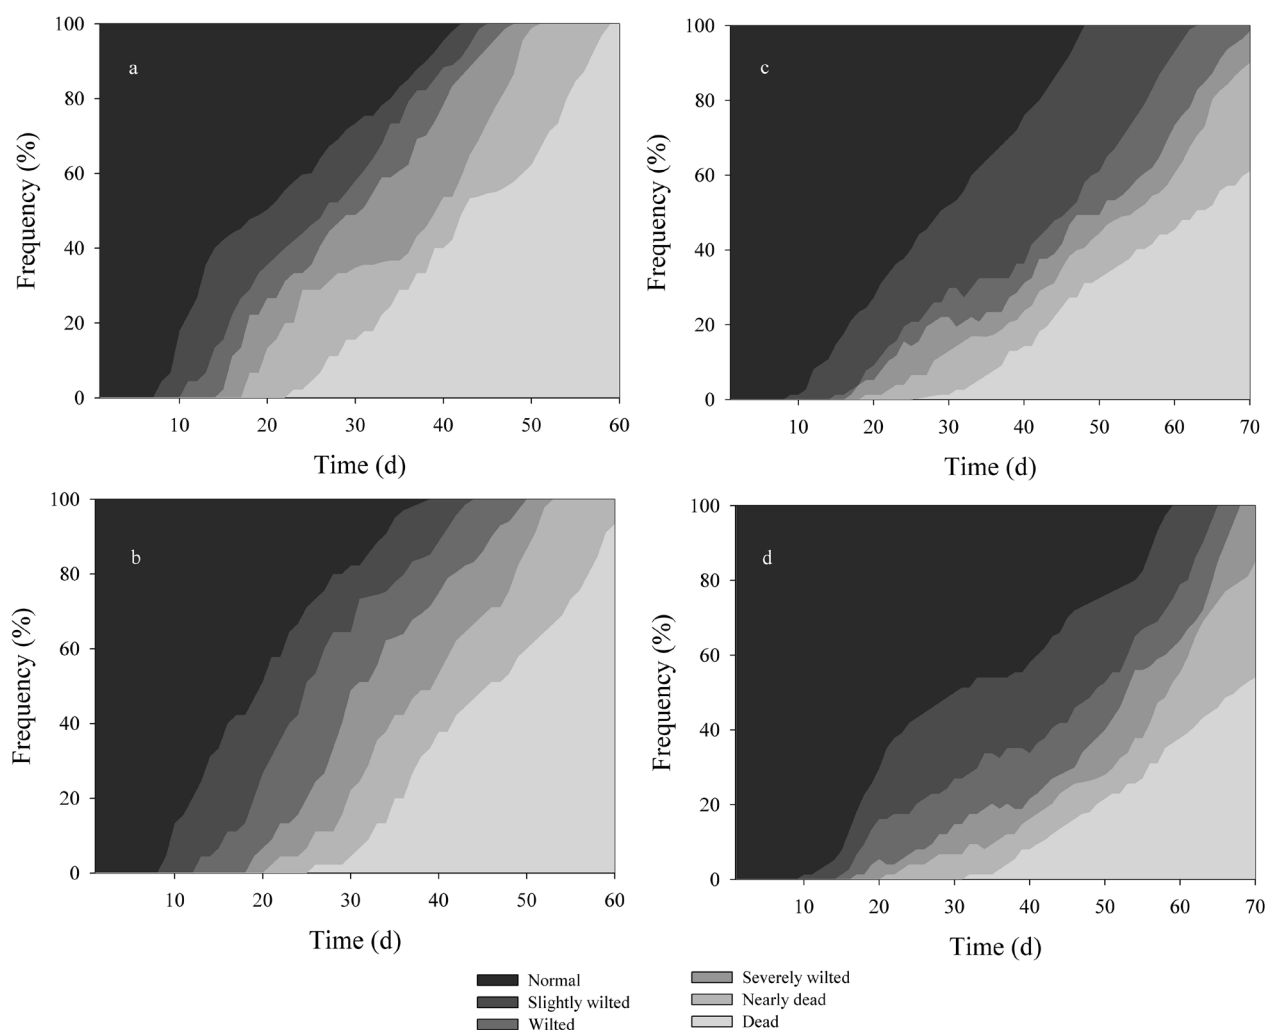 100
80
60
40
20
0
Frequency (%)
a
10 20 30 40 50 60
Time (d)
100
80
60
40
20
0
Frequency (%)
c
10 20 30 40 50 60 70
Time (d)
100
80
60
40
20
0
Frequency (%)
b
10 20 30 40 50 60
Time (d)
100
80
60
40
20
0
Frequency (%)
d
10 20 30 40 50 60 70
Time (d)
Normal
Slightly wilted
Wilted
Severely wilted
Nearly dead
Dead